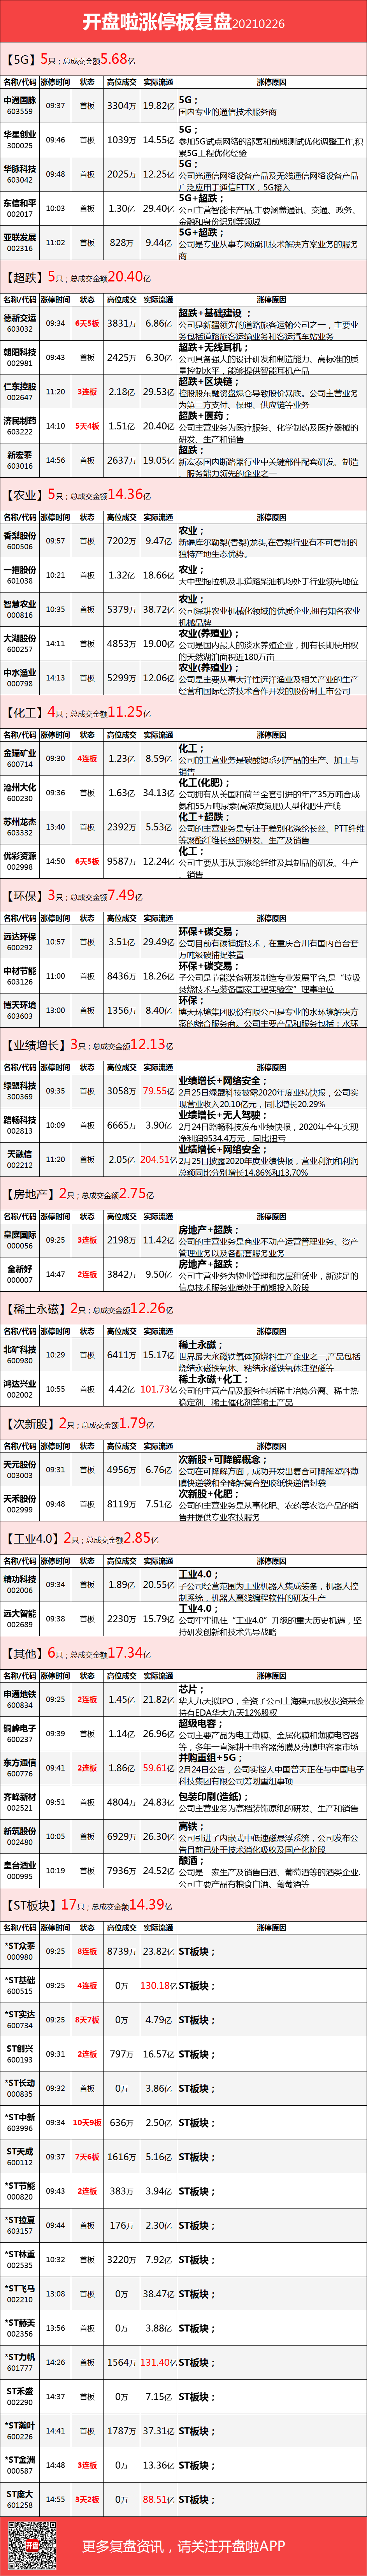 开盘啦涨停板复盘20210226
【5G】5只；总成交金额5.68亿
名称/代码 涨停时间 状态 高位成交 实际流通 涨停原因
中通国脉 603559 09:37 首板 3304万 19.82亿 5G；
国内专业的通信技术服务商
华星创业 300025 09:46 首板 1039万 14.55亿 5G；
参加5G试点网络的部署和前期测试优化调整工作,积
累5G工程优化经验
华脉科技 603042 09:48 首板 2025万 12.25亿 5G；
公司光通信网络设备产品及无线通信网络设备产品
广泛应用于通信FTTX，5G接入
东信和平 002017 10:03 首板 1.30亿 29.40亿 5G+超跌；
公司主营智能卡产品,主要涵盖通讯、交通、政务、
金融和身份识别等领域
亚联发展 002316 11:02 首板 828万 9.44亿 5G+超跌；
公司是专业从事专网通讯技术解决方案业务的服务
商
【超跌】5只；总成交金额20.40亿
名称/代码 涨停时间 状态 高位成交 实际流通 涨停原因
德新交运 603032 09:34 6天5板 3831万 6.86亿 超跌+基础建设 ；
公司是新疆领先的道路旅客运输公司之一，主要业
务包括道路旅客运输业务和客运汽车站业务
朝阳科技 002981 09:43 首板 2425万 6.30亿 超跌+无线耳机；
公司具备强大的设计研发和制造能力、高标准的质
量控制水平，能够提供智能耳机产品
仁东控股 002647 11:20 3连板 2.18亿 29.53亿 超跌+区块链；
控股股东融资盘爆仓导致股价暴跌。公司主营业务
为第三方支付、保理、供应链等业务
济民制药 603222 14:10 5天4板 1.51亿 20.40亿 超跌+医药；
公司主营业务为医疗服务、化学制药及医疗器械的
研发、生产和销售
新宏泰 603016 14:56 首板 2637万 19.05亿 超跌；
新宏泰国内断路器行业中关键部件配套研发、制造
、服务能力领先的企业之一
【农业】5只；总成交金额14.36亿
名称/代码 涨停时间 状态 高位成交 实际流通 涨停原因
香梨股份 600506 09:57 首板 7202万 9.47亿 农业；
新疆库尔勒梨(香梨)龙头,在香梨行业有不可复制的
独特产地生态优势。
一拖股份 601038 10:21 首板 1.32亿 18.66亿 农业；
大中型拖拉机及非道路柴油机均处于行业领先地位
智慧农业 000816 10:35 首板 5379万 38.72亿 农业；
公司深耕农业机械化领域的优质企业,拥有知名农业
机械品牌
大湖股份 600257 14:11 首板 4853万 19.00亿 农业(养殖业)；
公司是国内最大的淡水养殖企业，拥有长期使用权
的天然湖泊面积近180万亩
中水渔业 000798 14:13 首板 5299万 12.06亿 农业(养殖业)；
公司是主要从事大洋性远洋渔业及相关产业的生产
经营和国际经济技术合作开发的股份制上市公司
【化工】4只；总成交金额11.25亿
名称/代码 涨停时间 状态 高位成交 实际流通 涨停原因
金瑞矿业 600714 09:30 4连板 1.23亿 8.59亿 化工；
公司的主营业务是碳酸锶系列产品的生产、加工与
销售
沧州大化 600230 09:36 首板 1.63亿 34.13亿 化工(化肥)；
公司拥有从美国和荷兰全套引进的年产35万吨合成
氨和55万吨尿素(高浓度氮肥)大型化肥生产线
苏州龙杰 603332 13:40 首板 2392万 5.53亿 化工+超跌；
公司的主营业务是专注于差别化涤纶长丝、PTT纤维
等聚酯纤维长丝的研发、生产及销售
优彩资源 002998 14:50 6天5板 9587万 12.24亿 化工；
公司主要从事从事涤纶纤维及其制品的研发、生产
、销售
【环保】3只；总成交金额7.49亿
名称/代码 涨停时间 状态 高位成交 实际流通 涨停原因
远达环保 600292 10:57 首板 3.51亿 29.49亿 环保+碳交易；
公司目前有碳捕捉技术，在重庆合川有国内首台套
万吨级碳捕捉装置
中材节能 603126 11:00 首板 8436万 18.26亿 环保+碳交易；
子公司是节能装备研发制造专业发展平台,是“垃圾
焚烧技术与装备国家工程实验室”理事单位
博天环境 603603 13:00 首板 1356万 8.40亿 环保；
博天环境集团股份有限公司是专业的水环境解决方
案的综合服务商。公司主要产品和服务包括：水环
【业绩增长】3只；总成交金额12.13亿
名称/代码 涨停时间 状态 高位成交 实际流通 涨停原因
绿盟科技 300369 09:35 首板 3058万 79.55亿 业绩增长+网络安全；
2月25日绿盟科技披露2020年度业绩快报，公司实
现营业收入20.10亿元，同比增长20.29%
路畅科技 002813 10:09 首板 6665万 3.90亿 业绩增长+无人驾驶；
2月24日路畅科技发布业绩快报，2020年全年实现
净利润9534.4万元，同比扭亏
天融信 002212 11:20 首板 2.05亿 204.51亿 业绩增长+网络安全；
2月25日披露2020年度业绩快报，营业利润和利润
总额同比分别增长14.86%和13.70%
【房地产】2只；总成交金额2.75亿
名称/代码 涨停时间 状态 高位成交 实际流通 涨停原因
皇庭国际 000056 09:25 3连板 2198万 11.42亿 房地产+超跌；
公司的主营业务是商业不动产运营管理业务、资产
管理业务以及各配套服务业务
全新好 000007 14:47 2连板 3842万 9.50亿 房地产+超跌；
公司主营业务为物业管理和房屋租赁业，新涉足的
信息技术服务业尚处于前期投入阶段
【稀土永磁】2只；总成交金额12.26亿
名称/代码 涨停时间 状态 高位成交 实际流通 涨停原因
北矿科技 600980 10:29 首板 6411万 15.17亿 稀土永磁；
世界最大永磁铁氧体预烧料生产企业之一,产品包括
烧结永磁铁氧体、粘结永磁铁氧体注塑磁等
鸿达兴业 002002 10:55 首板 4.42亿 101.73亿 稀土永磁+化工；
公司的主营产品及服务包括稀土冶炼分离、稀土热
稳定剂、稀土催化剂等稀土产品
【次新股】2只；总成交金额1.79亿
名称/代码 涨停时间 状态 高位成交 实际流通 涨停原因
天元股份 003003 09:31 首板 4956万 6.76亿 次新股+可降解概念；
公司在可降解方面，成功开发出复合可降解塑料薄
膜快递袋和全降解复合塑胶纸快递信封袋
天禾股份 002999 09:48 首板 8119万 7.51亿 次新股+化肥；
公司的主营业务是从事化肥、农药等农资产品的销
售并提供专业农技服务
【工业4.0】2只；总成交金额2.85亿
名称/代码 涨停时间 状态 高位成交 实际流通 涨停原因
精功科技 002006 09:34 首板 1.89亿 20.55亿 工业4.0；
子公司经营范围为工业机器人集成装备，机器人控
制系统，机器人离线编程软件的研发生产
远大智能 002689 09:38 首板 2230万 15.79亿 工业4.0；
公司牢牢抓住“工业4.0”升级的重大历史机遇，坚
持研发创新和技术先导战略
【其他】6只；总成交金额17.34亿
名称/代码 涨停时间 状态 高位成交 实际流通 涨停原因
申通地铁 600834 09:25 2连板 1.45亿 21.82亿 芯片；
华大九天拟IPO，全资子公司上海建元股权投资基金
持有EDA华大九天12%股权
铜峰电子 600237 09:39 首板 1.14亿 26.96亿 超级电容；
公司主要产品为电工薄膜、金属化膜和薄膜电容器
等，多年一直深耕于电容器薄膜及薄膜电容器市场
东方通信 600776 09:41 2连板 1.86亿 59.61亿 并购重组+5G；
2月24日公告，公司实控人中国普天正在与中国电子
科技集团有限公司筹划重组事项
齐峰新材 002521 09:51 首板 4804万 24.83亿 包装印刷(造纸)；
公司主营业务为高档装饰原纸的研发、生产和销售
新筑股份 002480 10:05 首板 6929万 26.30亿 高铁；
公司引进了内嵌式中低速磁悬浮系统，公司发布公
告目前已处于技术消化吸收及国产化阶段
皇台酒业 000995 10:19 首板 7936万 24.52亿 酿酒；
公司是一家生产及销售白酒、葡萄酒等的酒类企业.
公司主要产品有粮食白酒、葡萄酒等
【ST板块】17只；总成交金额14.39亿
名称/代码 涨停时间 状态 高位成交 实际流通 涨停原因
*ST众泰 000980 09:25 8连板 8739万 23.82亿 ST板块；
*ST基础 600515 09:25 4连板 0万 130.18亿 ST板块；
*ST实达 600734 09:25 8天7板 0万 4.79亿 ST板块；
ST创兴 600193 09:31 2连板 797万 16.57亿 ST板块；
*ST长动 000835 09:32 首板 0万 3.86亿 ST板块；
*ST中新 603996 09:34 10天9板 636万 2.50亿 ST板块；
ST天成 600112 09:37 7天6板 1616万 5.16亿 ST板块；
*ST节能 000820 09:43 2连板 383万 3.94亿 ST板块；
*ST拉夏 603157 09:44 首板 176万 2.30亿 ST板块；
*ST林重 002535 10:32 首板 3220万 7.92亿 ST板块；
*ST飞马 002210 13:08 首板 0万 38.47亿 ST板块；
*ST赫美 002356 13:56 首板 0万 3.88亿 ST板块；
*ST力帆 601777 14:26 首板 1564万 131.40亿 ST板块；
ST禾盛 002290 14:37 首板 0万 7.15亿 ST板块；
*ST瀚叶 600226 14:41 首板 1787万 37.31亿 ST板块；
*ST金洲 000587 14:48 3连板 0万 13.36亿 ST板块；
ST庞大 601258 14:55 3天2板 0万 88.51亿 ST板块；
开盘
更多复盘资讯，请关注开盘啦APP